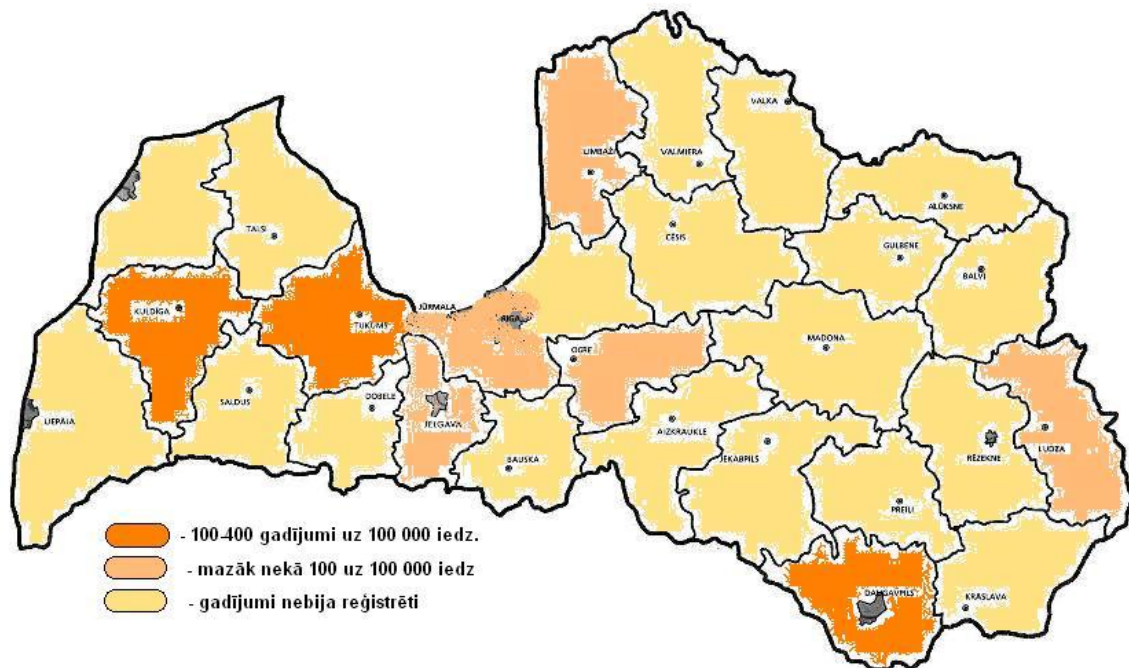 VALKA
LIMBAŽI
VALMIERA
ALŪKSNE
TALSI
CĒSIS
GULBENE
BALVI
KULDĪGA
JŪRMALA
TUKUMS
RĪGA
OGRE
MADONA
SALDUS
DOBELE
LIEPAJA
JELGAVA
AIZKRAUKLE
LUDZA
BAUSKA
JEKABPILS
RĒZEKNE
PREIĻI
- 100-400 gadījumi uz 100 000 iedz.
- mazāk nekā 100 uz 100 000 iedz
- gadījumi nebija reģistrēti
DAUGAVPILS
KRĀSLAVA